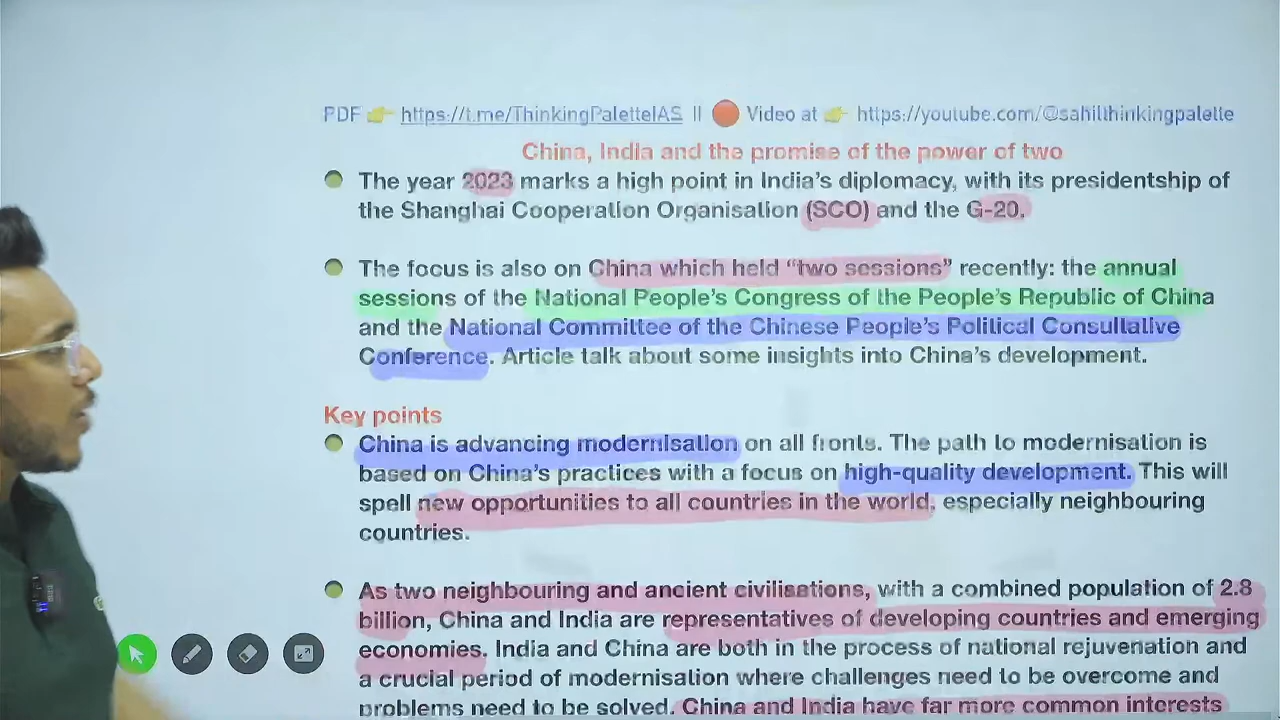 PDF 👉 https://t.me/ThinkingPaletteIAS || 🔴 Video at 👉 https://youtube.com/@sahilthinkingpalette
China, India and the promise of the power of two
The year 2023 marks a high point in India's diplomacy, with its presidentship of
the Shanghai Cooperation Organisation (SCO) and the G-20.
The focus is also on China which held "two sessions" recently: the annual
sessions of the National People's Congress of the People's Republic of China
and the National Committee of the Chinese People's Political Consultative
Conference. Article talk about some insights into China's development.
Key points
China is advancing modernisation on all fronts. The path to modernisation is
based on China's practices with a focus on high-quality development. This will
spell new opportunities to all countries in the world, especially neighbouring
countries.
As two neighbouring and ancient civilisations, with a combined population of 2.8
billion, China and India are representatives of developing countries and emerging
economies. India and China are both in the process of national rejuvenation and
a crucial period of modernisation where challenges need to be overcome and
problems need to be solved. China and India have far more common interests